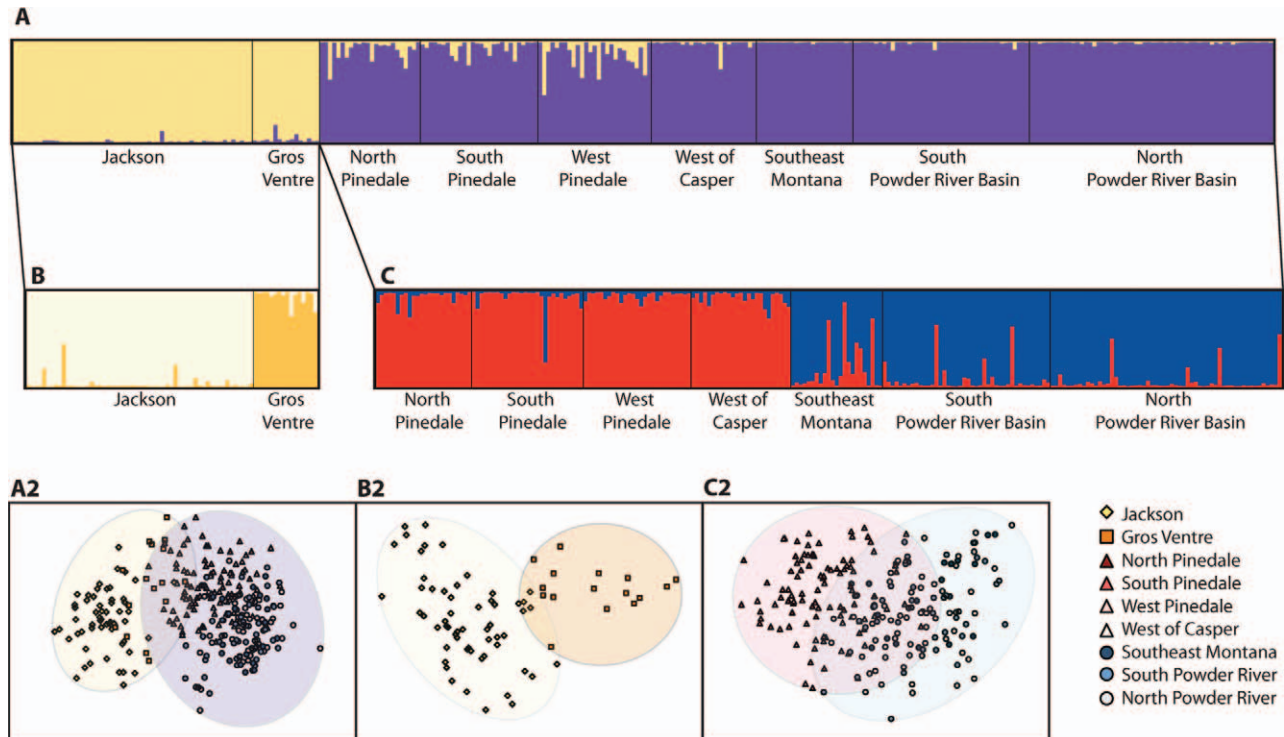 A
Jackson
Gros
Ventre
North
Pinedale
South
Pinedale
West
Pinedale
West of
Casper
Southeast
Montana
South
Powder River Basin
North
Powder River Basin
B
Jackson
Gros
Ventre
C
North
Pinedale
South
Pinedale
West
Pinedale
West of
Casper
Southeast
Montana
South
Powder River Basin
North
Powder River Basin
A2
B2
C2
Jackson
Gros Ventre
North Pinedale
South Pinedale
West Pinedale
West of Casper
Southeast Montana
South Powder River
North Powder River